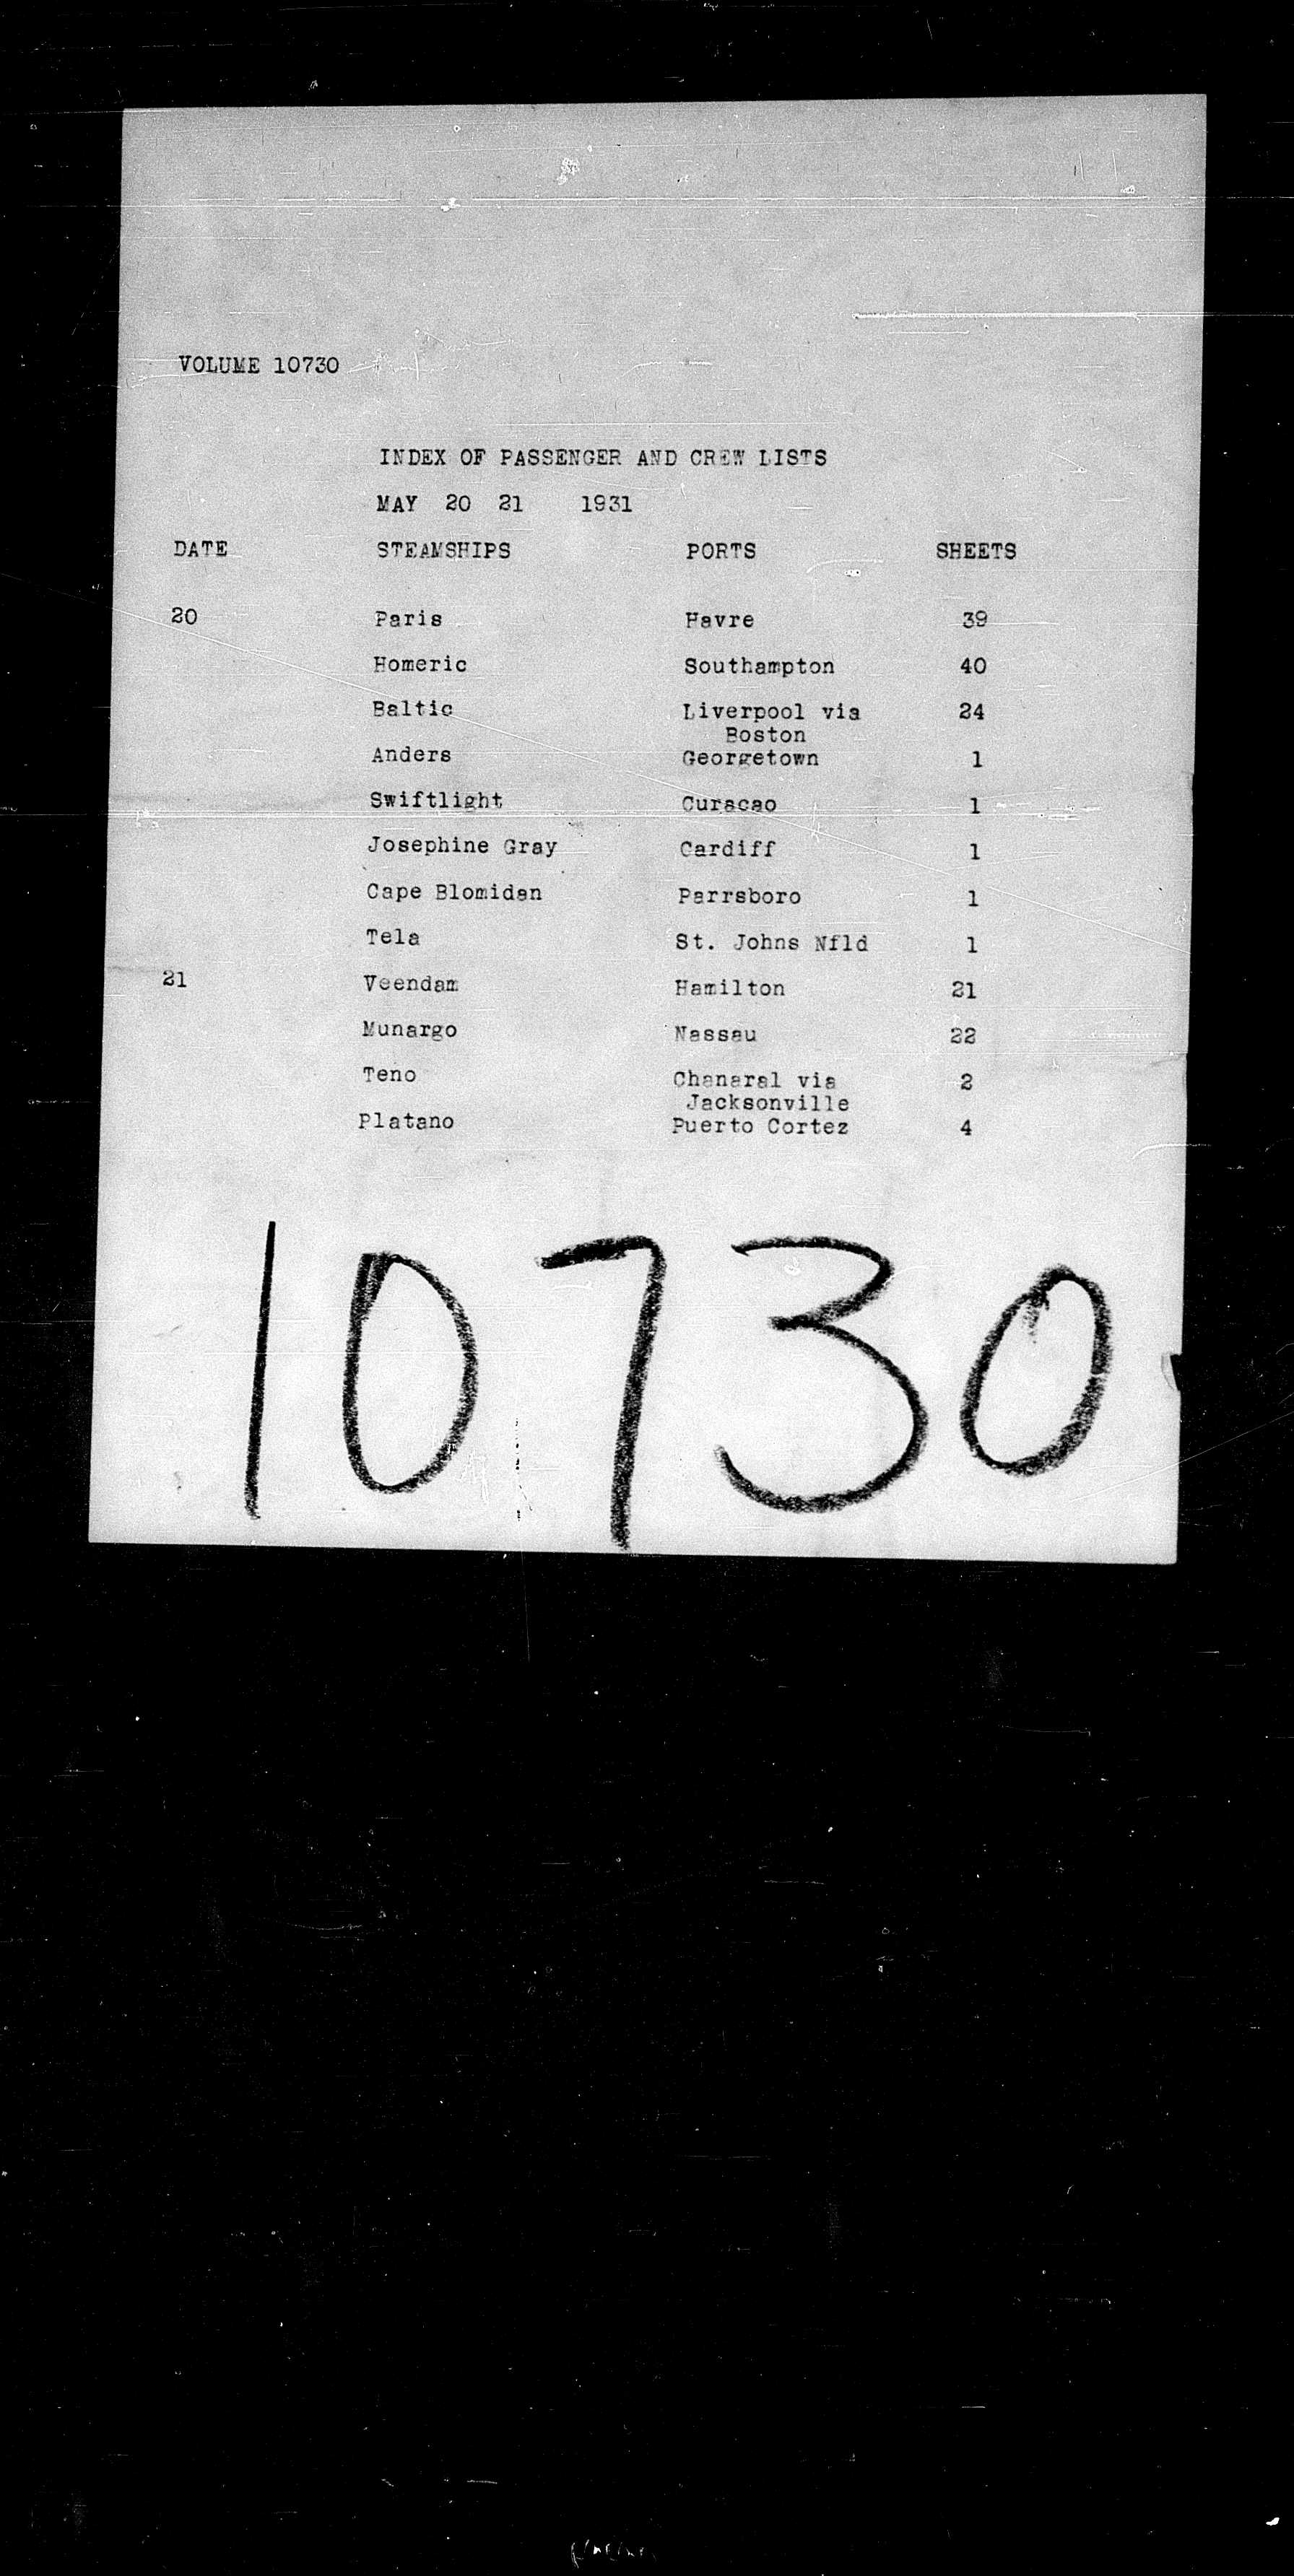 VOLUME 10730
INDEX OF PASSENGER AND CREW LISTS
MAY 20 21 1931
DATE STEAMSHIPS PORTS SHEETS
20 Paris Havre 39
Homeric Southampton 40
Baltic Liverpool via 24
Boston
Anders Georgetown 1
Swiftlight Curacao 1
Josephine Gray Cardiff 1
Cape Blomidan Parrsboro 1
Tela St. Johns Nfld 1
21 Veendam Hamilton 21
Munargo Nassau 22
Teno Chanaral via 2
Jacksonville
Platano Puerto Cortez 4
10730